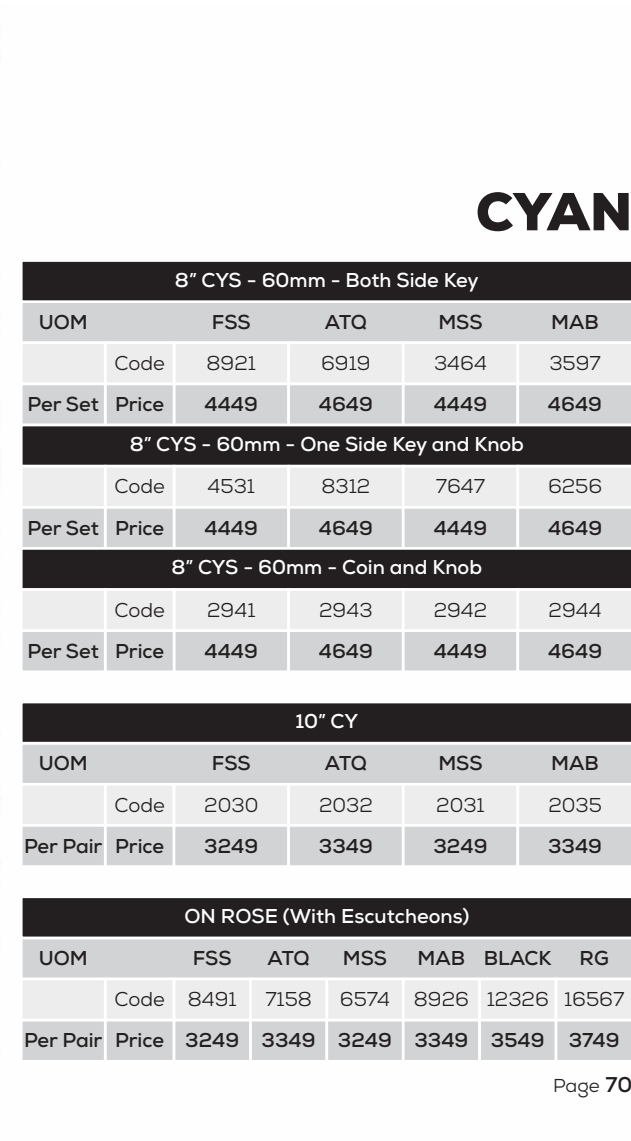 CYAN
8" CYS - 60mm - Both Side Key
UOM FSS ATQ MSS MAB
Code 8921 6919 3464 3597
Per Set Price 4449 4649 4449 4649
8" CYS - 60mm - One Side Key and Knob
Code 4531 8312 7647 6256
Per Set Price 4449 4649 4449 4649
8" CYS - 60mm - Coin and Knob
Code 2941 2943 2942 2944
Per Set Price 4449 4649 4449 4649
10" CY
UOM FSS ATQ MSS MAB
Code 2030 2032 2031 2035
Per Pair Price 3249 3349 3249 3349
ON ROSE (With Escutcheons)
UOM FSS ATQ MSS MAB BLACK RG
Code 8491 7158 6574 8926 12326 16567
Per Pair Price 3249 3349 3249 3349 3549 3749
Page 70